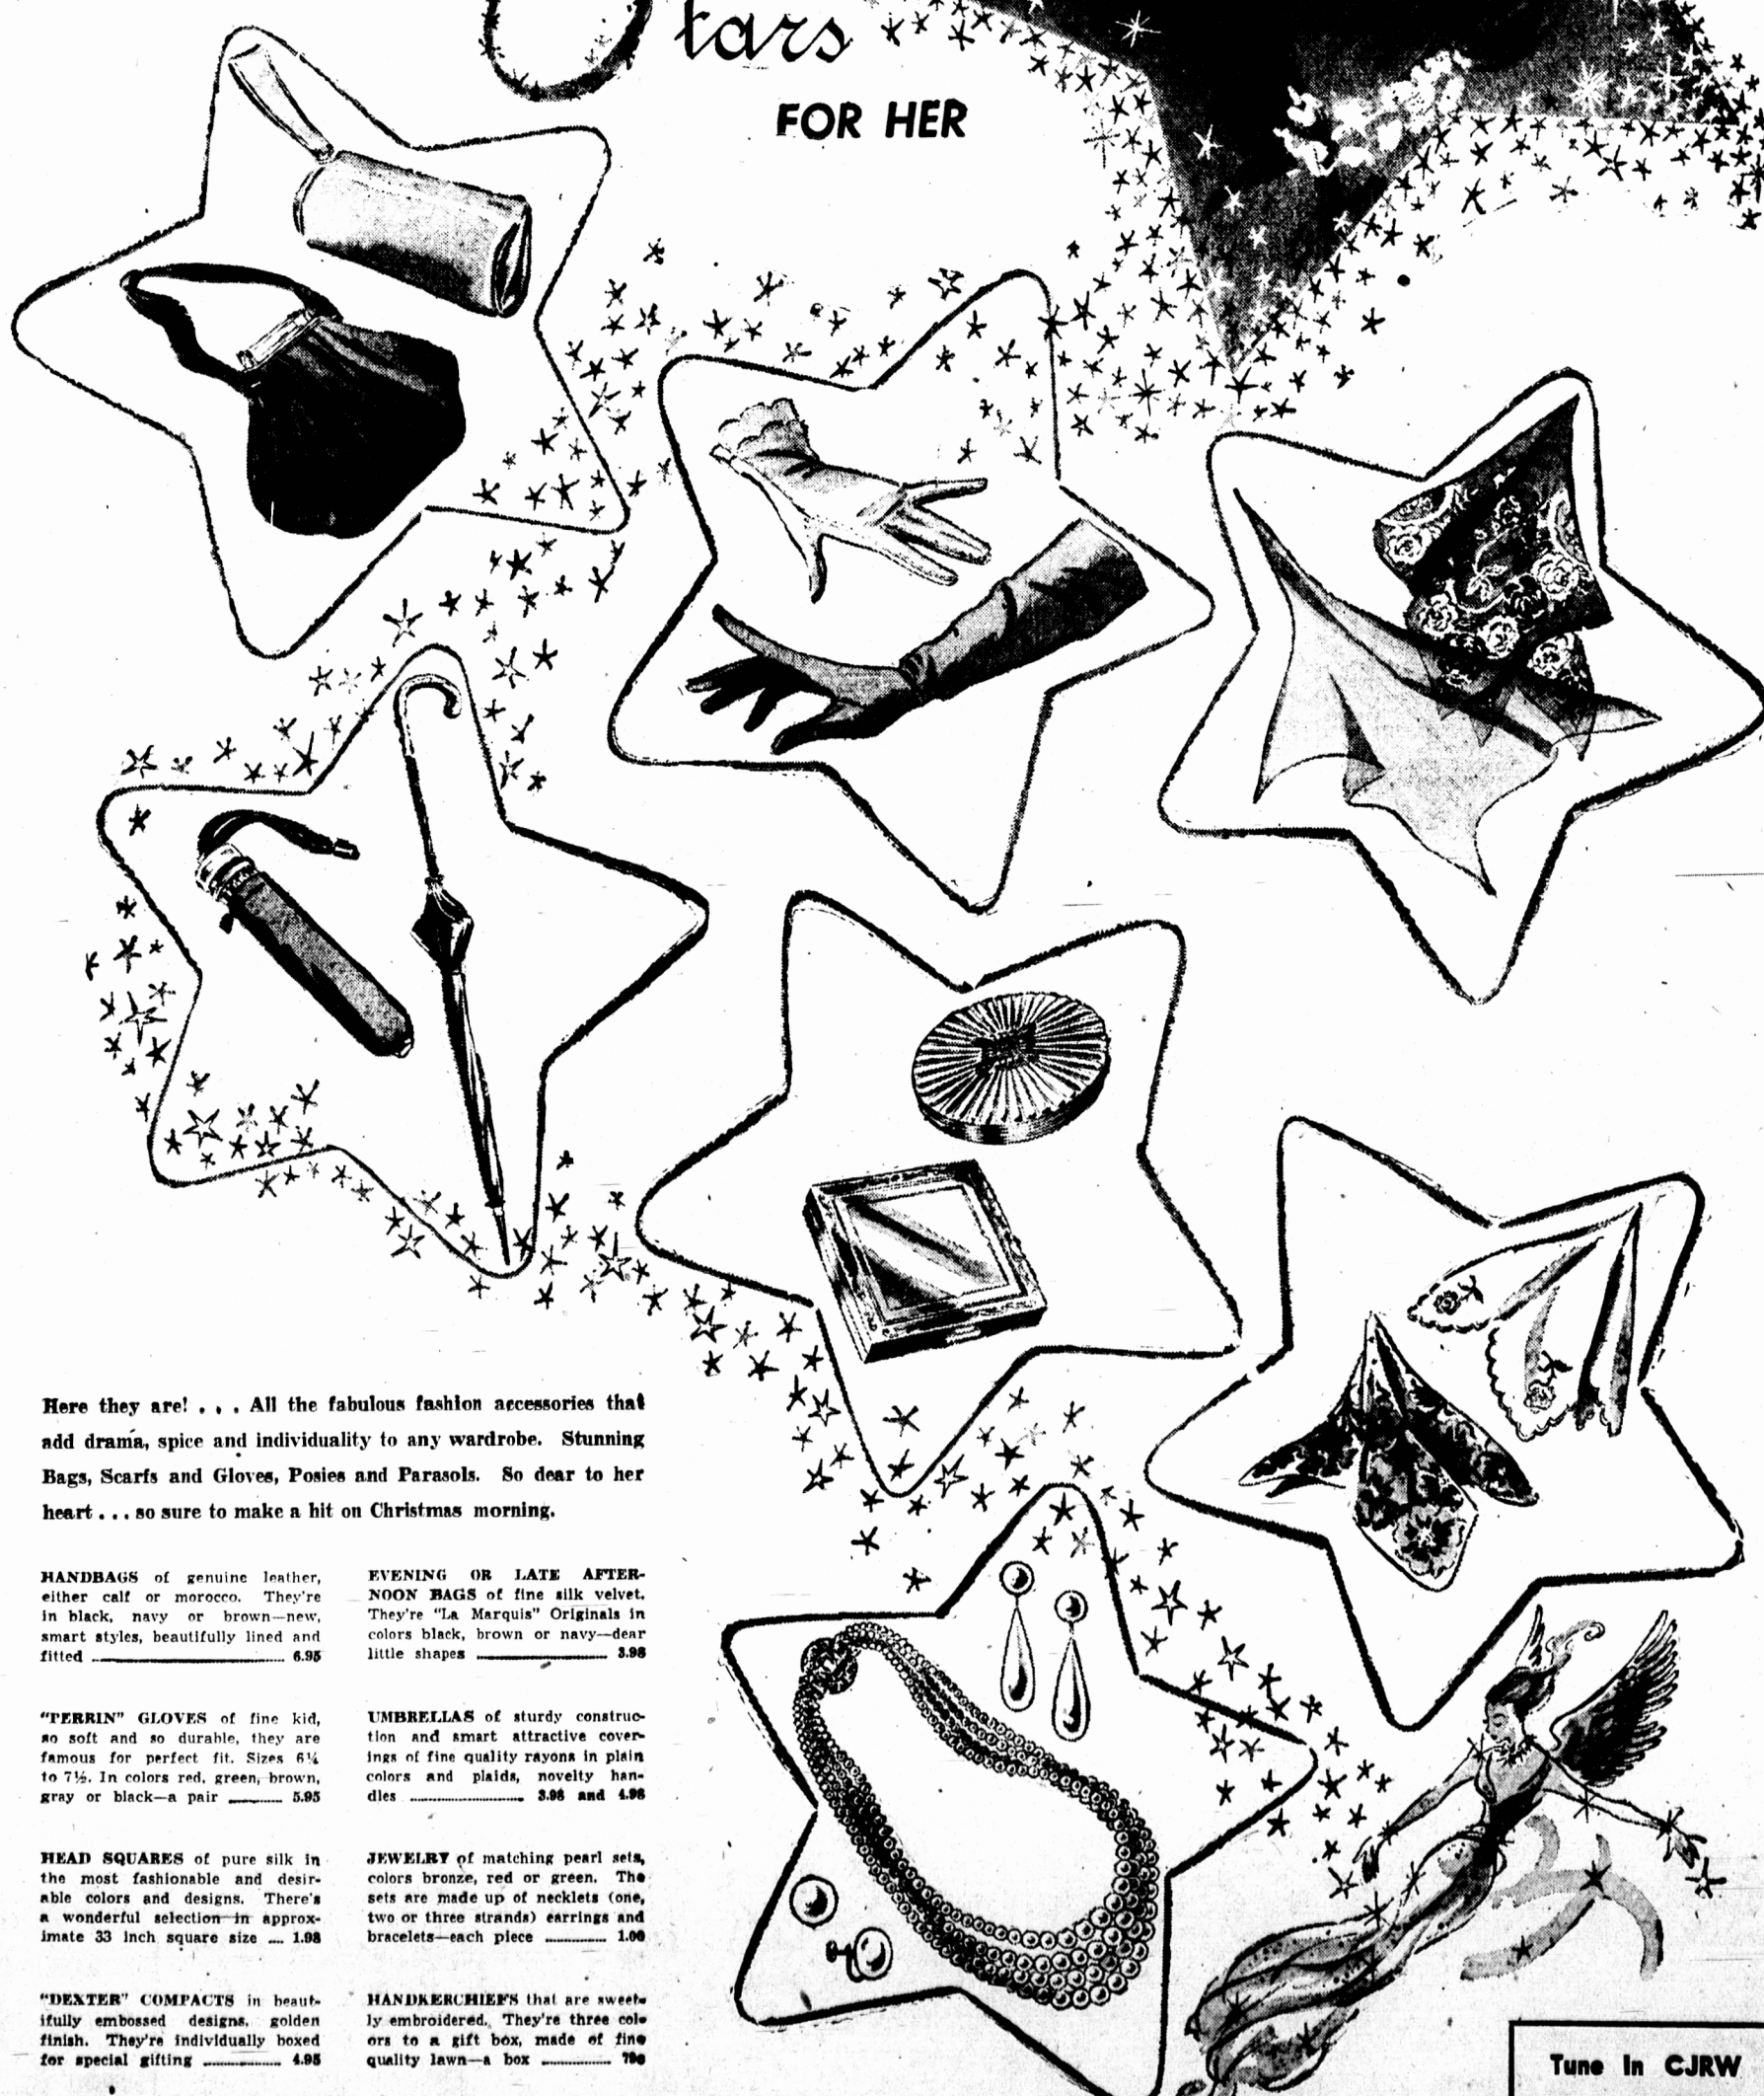 Stars
FOR HER
Here they are! . . . All the fabulous fashion accessories that
add drama, spice and individuality to any wardrobe. Stunning
Bags, Scarfs and Gloves, Posies and Parasols. So dear to her
heart . . . so sure to make a hit on Christmas morning.
HANDBAGS of genuine leather,
either calf or morocco. They're
in black, navy or brown—new,
smart styles, beautifully lined and
fitted 6.95
"PERRIN" GLOVES of fine kid,
so soft and so durable, they are
famous for perfect fit. Sizes 6¼
to 7½. In colors red, green, brown,
gray or black—a pair 5.95
HEAD SQUARES of pure silk in
the most fashionable and desir-
able colors and designs. There's
a wonderful selection in approx-
imate 33 inch square size 1.98
"DEXTER" COMPACTS in beaut-
ifully embossed designs, golden
finish. They're individually boxed
for special gifting 4.95
EVENING OR LATE AFTER-
NOON BAGS of fine silk velvet.
They're "La Marquis" Originals in
colors black, brown or navy—dear
little shapes 3.98
UMBRELLAS of sturdy construc-
tion and smart attractive cover-
ings of fine quality rayons in plain
colors and plaids, novelty han-
dles 3.98 and 4.98
JEWELRY of matching pearl sets,
colors bronze, red or green. The
sets are made up of necklets (one,
two or three strands) earrings and
bracelets—each piece 1.00
HANDKERCHIEFS that are sweet-
ly embroidered. They're three col-
ors to a gift box, made of fine
quality lawn—a box 79c
Tune In CJRW